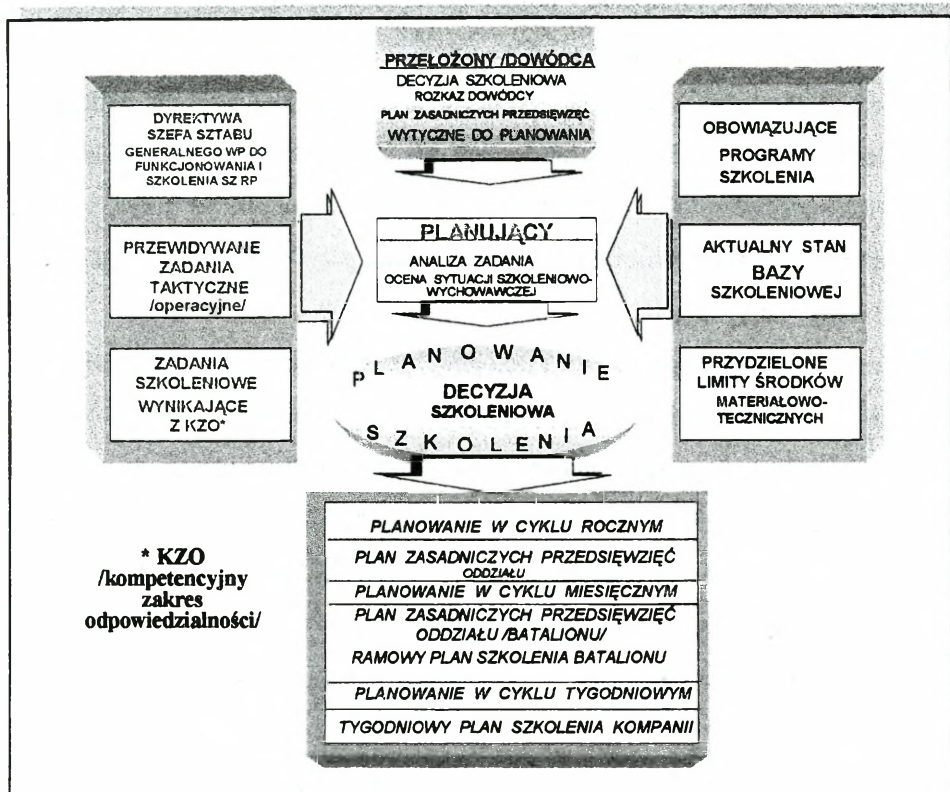 PRZEŁOŻONY /DOWÓDCA
DECYZJA SZKOLENIOWA
ROZKAZ DOWÓDCY
PLAN ZASADNICZYCH PRZEDSIĘWZIĘĆ
WYTYCZNE DO PLANOWANIA
DYREKTYWA
SZEFA SZTABU
GENERALNEGO WP DO
FUNKCJONOWANIA I
SZKOLENIA SZ RP
PRZEWIDYWANE
ZADANIA
TAKTYCZNE
/operacyjne/
ZADANIA
SZKOLENIOWE
WYNIKAJĄCE
Z KZO*
PLANUJĄCY
ANALIZA ZADANIA
OCENA SYTUACJI SZKOLENIOWO-
WYCHOWAWCZEJ
OBOWIĄZUJĄCE
PROGRAMY
SZKOLENIA
AKTUALNY STAN
BAZY
SZKOLENIOWEJ
PRZYDZIELONE
LIMITY ŚRODKÓW
MATERIAŁOWO-
TECZNICZNYCH
PLANOWANIE
DECYZJA
SZKOLENIOWA
SZKOLENIA
PLANOWANIE W CYKLU ROCZNYM
PLAN ZASADNICZYCH PRZEDSIĘWZIĘĆ
ODDZIAŁU
PLANOWANIE W CYKLU MIESIĘCZNYM
PLAN ZASADNICZYCH PRZEDSIĘWZIĘĆ
ODDZIAŁU /BATALIONU/
RAMOWY PLAN SZKOLENIA BATALIONU
PLANOWANIE W CYKLU TYGODNIOWYM
TYGODNIOWY PLAN SZKOLENIA KOMPANII
* KZO
/kompetencyjny
zakres
odpowiedzialności/